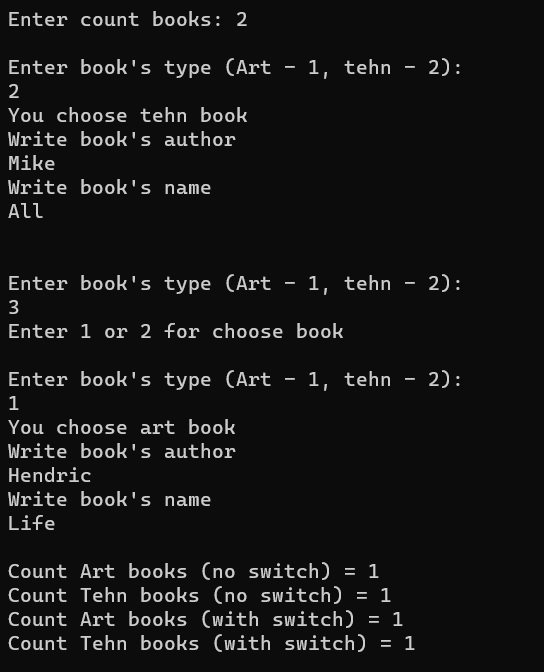 Enter count books: 2
Enter book's type (Art - 1, tehn - 2):
2
You choose tehn book
Write book's author
Mike
Write book's name
All
Enter book's type (Art - 1, tehn - 2):
3
Enter 1 or 2 for choose book
Enter book's type (Art - 1, tehn - 2):
1
You choose art book
Write book's author
Hendric
Write book's name
Life
Count Art books (no switch) = 1
Count Tehn books (no switch) = 1
Count Art books (with switch) = 1
Count Tehn books (with switch) = 1